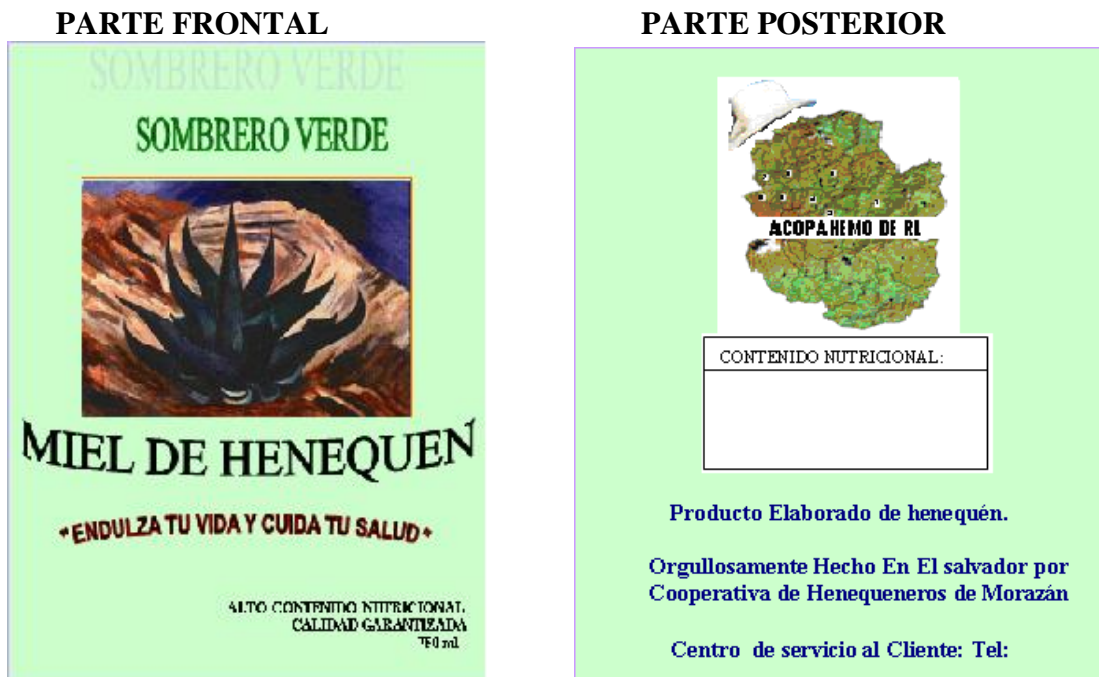 PARTE FRONTAL
SOMBRERO VERDE
SOMBRERO VERDE
MIEL DE HENEQUEN
"ENDULZA TU VIDA Y CUIDA TU SALUD"
ALTO CONTENIDO NUTRICIONAL
CALIDAD GARANTIZADA
750 ml
PARTE POSTERIOR
ACOPAHEMO DE RL
CONTENIDO NUTRICIONAL:
Producto Elaborado de henequén.
Orgullosamente Hecho En El salvador por
Cooperativa de Henequeneros de Morazán
Centro de servicio al Cliente: Tel: